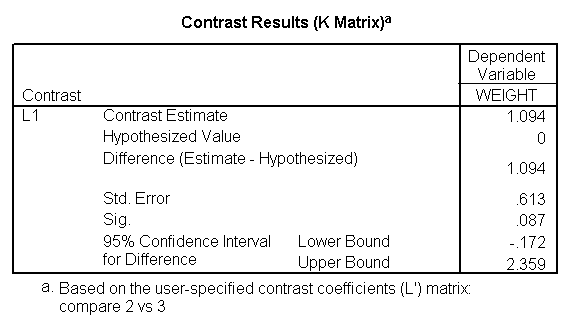 Contrast Results (K Matrix)a
Dependent
Variable
Contrast WEIGHT
L1 Contrast Estimate 1.094
Hypothesized Value 0
Difference (Estimate - Hypothesized) 1.094
Std. Error .613
Sig. .087
95% Confidence Interval Lower Bound -.172
for Difference Upper Bound 2.359
a. Based on the user-specified contrast coefficients (L') matrix:
compare 2 vs 3